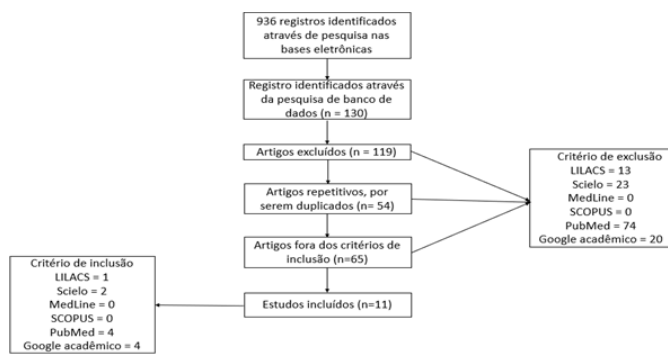 936 registros identificados
através de pesquisa nas
bases eletrônicas
Registro identificados através
da pesquisa de banco de
dados (n = 130)
Artigos excluídos (n = 119)
Artigos repetitivos, por
serem duplicados (n= 54)
Artigos fora dos critérios de
inclusão (n=65)
Estudos incluídos (n=11)
Critério de exclusão
LILACS = 13
Scielo = 23
MedLine = 0
SCOPUS = 0
PubMed = 74
Google acadêmico = 20
Critério de inclusão
LILACS = 1
Scielo = 2
MedLine = 0
SCOPUS = 0
PubMed = 4
Google acadêmico = 4